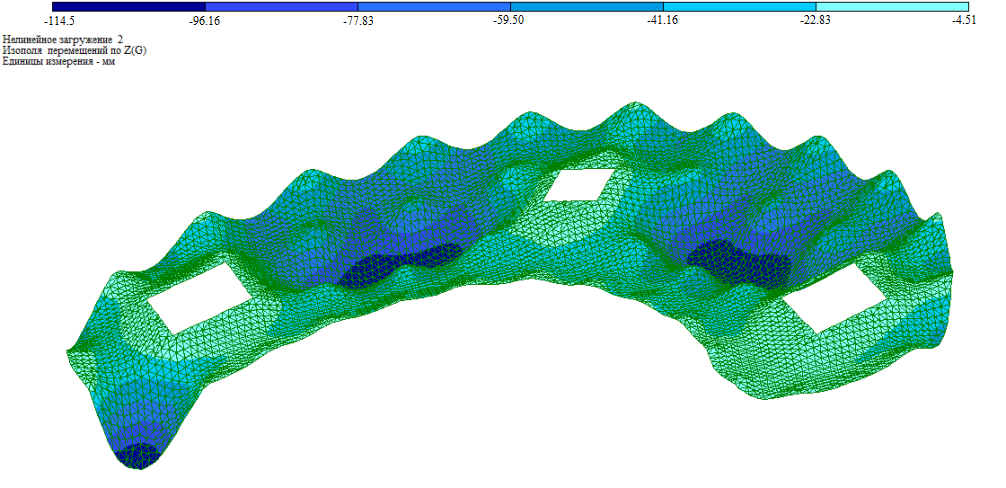 -114.5 -96.16 -77.83 -59.50 -41.16 -22.83 -4.51
Нелинейное загружение 2
Изополя перемещений по Z(G)
Единицы измерения - мм